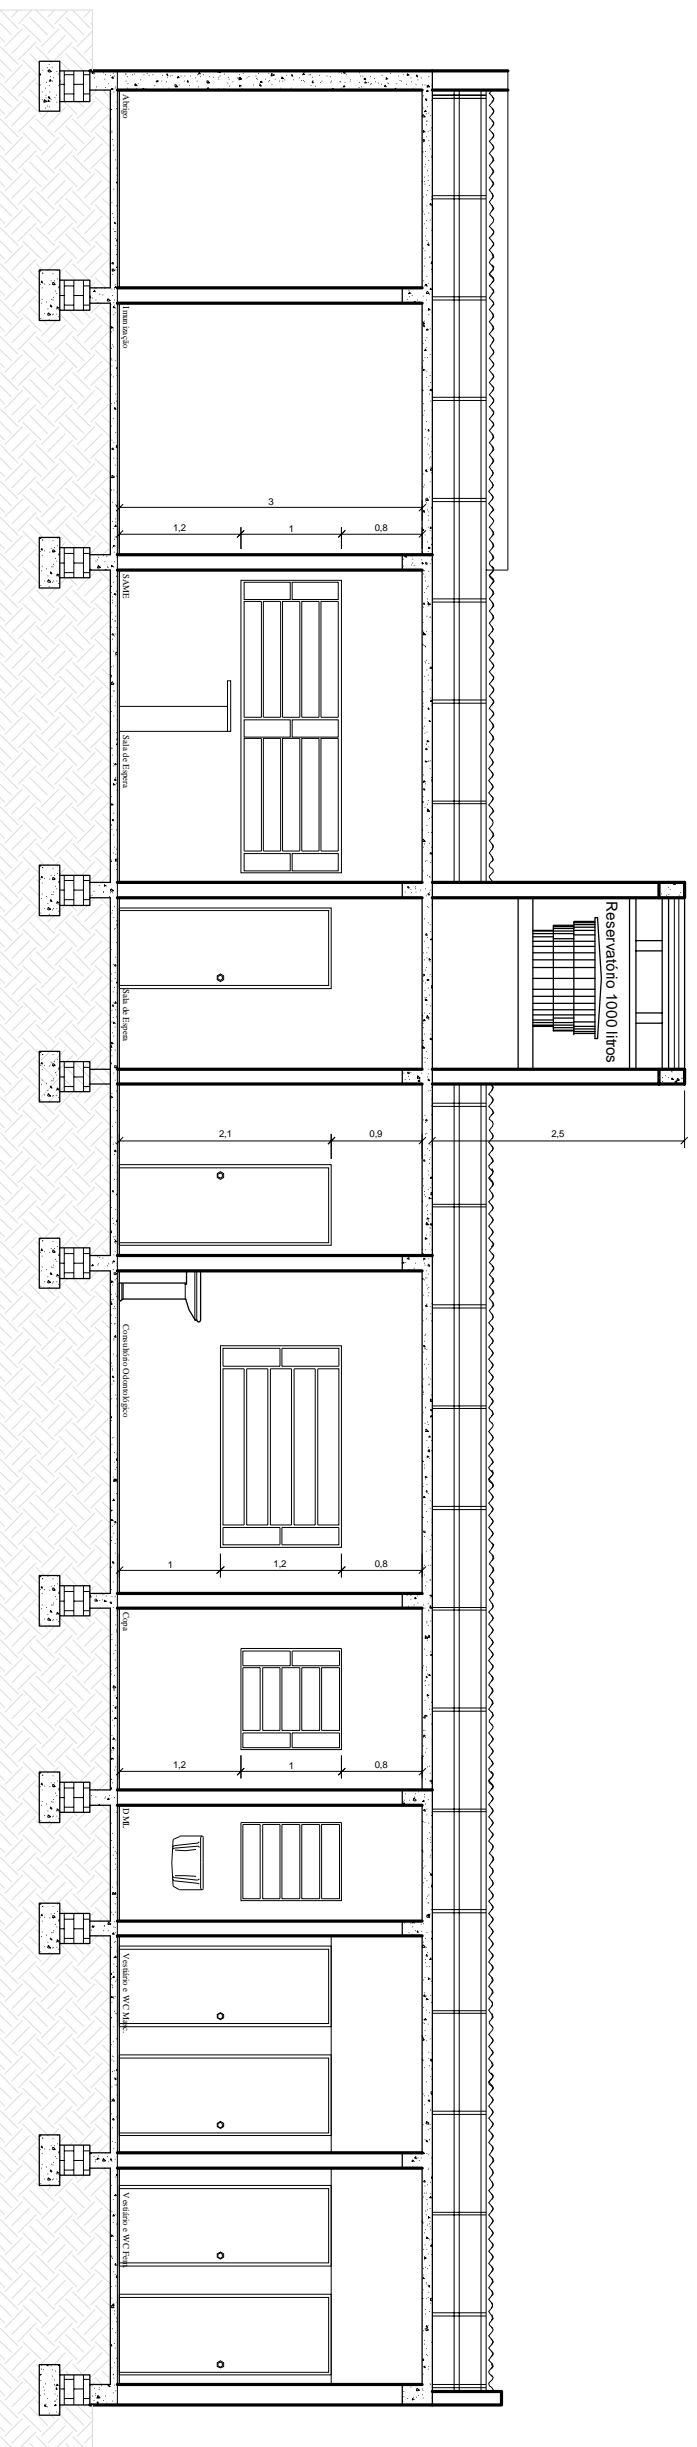 Abrigo
Imunização
3
1,2
1
0,8
SAME
Sala de Espera
Reservatório 1000 litros
Sala de Espera
2,1
0,9
2,5
Consultório Odontológico
1
1,2
0,8
Copa
1,2
1
0,8
DML
Vestiário e WC Masc.
Vestiário e WC Fem.